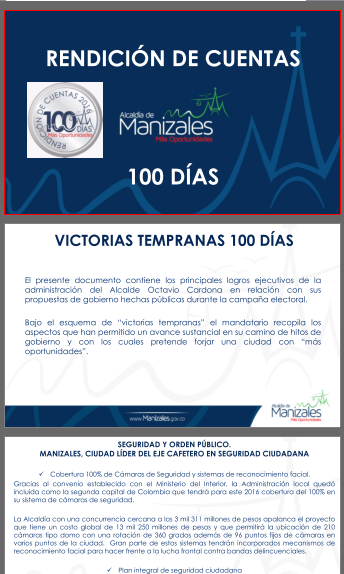 RENDICIÓN DE CUENTAS
RENDICIÓN DE CUENTAS 2016
100
DÍAS
Más Oportunidades
Alcaldía de
Manizales
Más Oportunidades
100 DÍAS
VICTORIAS TEMPRANAS 100 DÍAS
El presente documento contiene los principales logros ejecutivos de la
administración del Alcalde Octavio Cardona en relación con sus
propuestas de gobierno hechas públicas durante la campaña electoral.
Bajo el esquema de “victorias tempranas” el mandatario recopila los
aspectos que han permitido un avance sustancial en su camino de hitos de
gobierno y con los cuales pretende forjar una ciudad con “más
oportunidades”.
www.Manizales.gov.co
Alcaldía de
Manizales
Más Oportunidades
SEGURIDAD Y ORDEN PÚBLICO.
MANIZALES, CIUDAD LÍDER DEL EJE CAFETERO EN SEGURIDAD CIUDADANA
✓ Cobertura 100% de Cámaras de Seguridad y sistemas de reconocimiento facial.
Gracias al convenio establecido con el Ministerio del Interior, la Administración local quedó
incluida como la segunda capital de Colombia que tendrá para este 2016 cobertura del 100% en
su sistema de cámaras de seguridad.
La Alcaldía con una concurrencia cercana a los 3 mil 311 millones de pesos apalanca el proyecto
que tiene un costo global de 13 mil 250 millones de pesos y que permitirá la ubicación de 210
cámaras tipo domo con una rotación de 360 grados además de 96 puntos fijos de cámaras en
varios puntos de la ciudad. Gran parte de estos sistemas tendrán incorporados mecanismos de
reconocimiento facial para hacer frente a la lucha frontal contra bandas delincuenciales.
✓ Plan integral de seguridad ciudadana